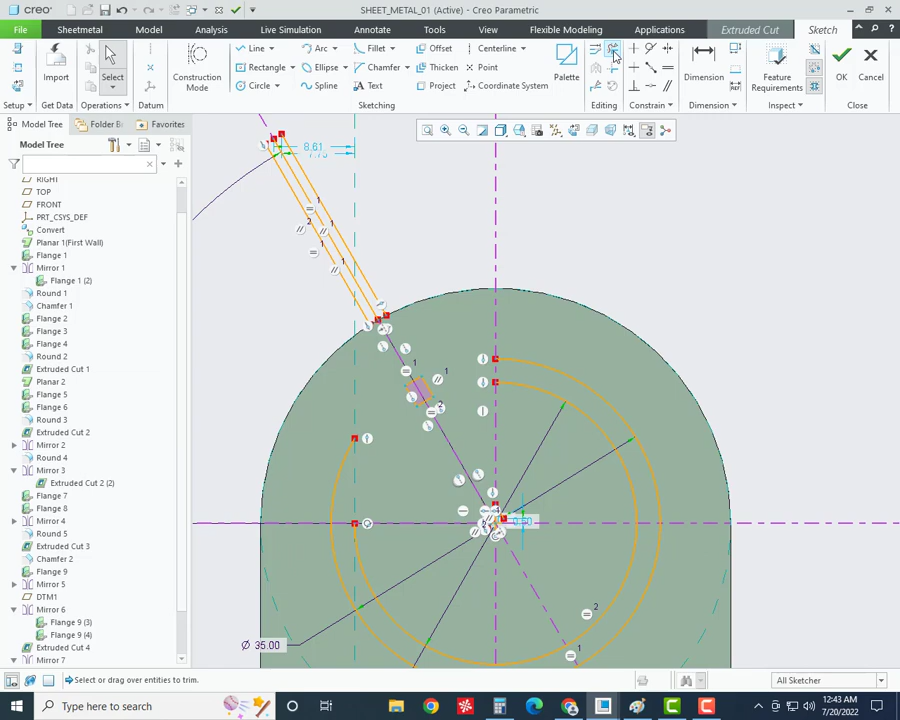 creo
SHEET_METAL_01 (Active) - Creo Parametric
File
Sheetmetal
Model
Analysis
Live Simulation
Annotate
Tools
View
Flexible Modeling
Applications
Extruded Cut
Sketch
Import
Select
Line
Rectangle
Circle
Arc
Ellipse
Spline
Fillet
Chamfer
Text
Offset
Thicken
Project
Centerline
Point
Coordinate System
Construction
Mode
Palette
Dimension
Feature
Requirements
OK
Cancel
Setup
Get Data
Operations
Datum
Sketching
Editing
Constrain
Dimension
Inspect
Close
Model Tree
Folder B
Favorites
Model Tree
RIGHT
TOP
FRONT
PRT_CSYS_DEF
Convert
Planar 1(First Wall)
Flange 1
Mirror 1
Flange 1 (2)
Round 1
Chamfer 1
Flange 2
Flange 3
Flange 4
Round 2
Extruded Cut 1
Planar 2
Flange 5
Flange 6
Round 3
Extruded Cut 2
Mirror 2
Round 4
Mirror 3
Extruded Cut 2 (2)
Flange 7
Flange 8
Mirror 4
Round 5
Extruded Cut 3
Chamfer 2
Flange 9
Mirror 5
DTM1
Mirror 6
Flange 9 (3)
Flange 9 (4)
Extruded Cut 4
Mirror 7
8.61
7.75
0.50
Ø 35.00
Select or drag over entities to trim.
All Sketcher
Type here to search
12:43 AM
7/20/2022